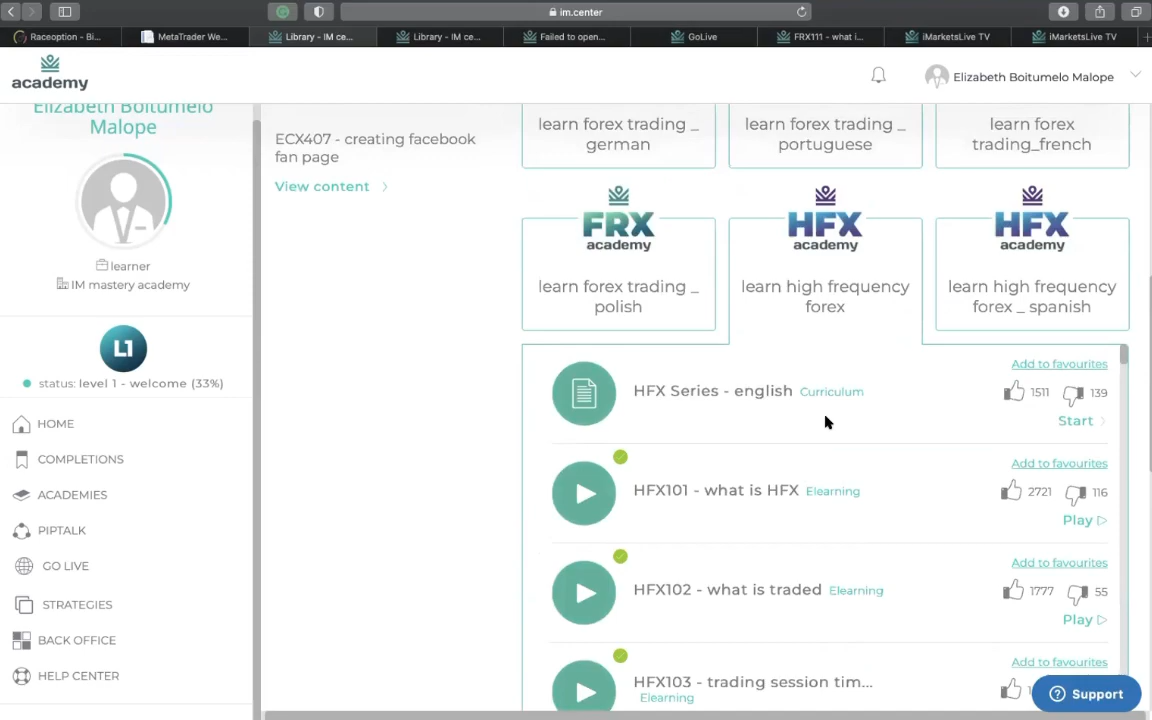 im.center
Raceoption - Bi...
MetaTrader We...
Library - IM ce...
Library - IM ce...
Failed to open...
GoLive
FRX111 - what i...
iMarketsLive TV
iMarketsLive TV
academy
Elizabeth Boitumelo Malope
Elizabeth Boitumelo
Malope
learner
IM mastery academy
L1
status: level 1 - welcome (33%)
HOME
COMPLETIONS
ACADEMIES
PIPTALK
GO LIVE
STRATEGIES
BACK OFFICE
HELP CENTER
ECX407 - creating facebook
fan page
View content
learn forex trading _
german
learn forex trading _
portuguese
learn forex
trading_french
FRX
academy
learn forex trading _
polish
HFX
academy
learn high frequency
forex
HFX
academy
learn high frequency
forex _ spanish
HFX Series - english Curriculum
Add to favourites
1511 139
Start
HFX101 - what is HFX Elearning
Add to favourites
2721 116
Play
HFX102 - what is traded Elearning
Add to favourites
1777 55
Play
HFX103 - trading session tim...
Elearning
Add to favourites
Support